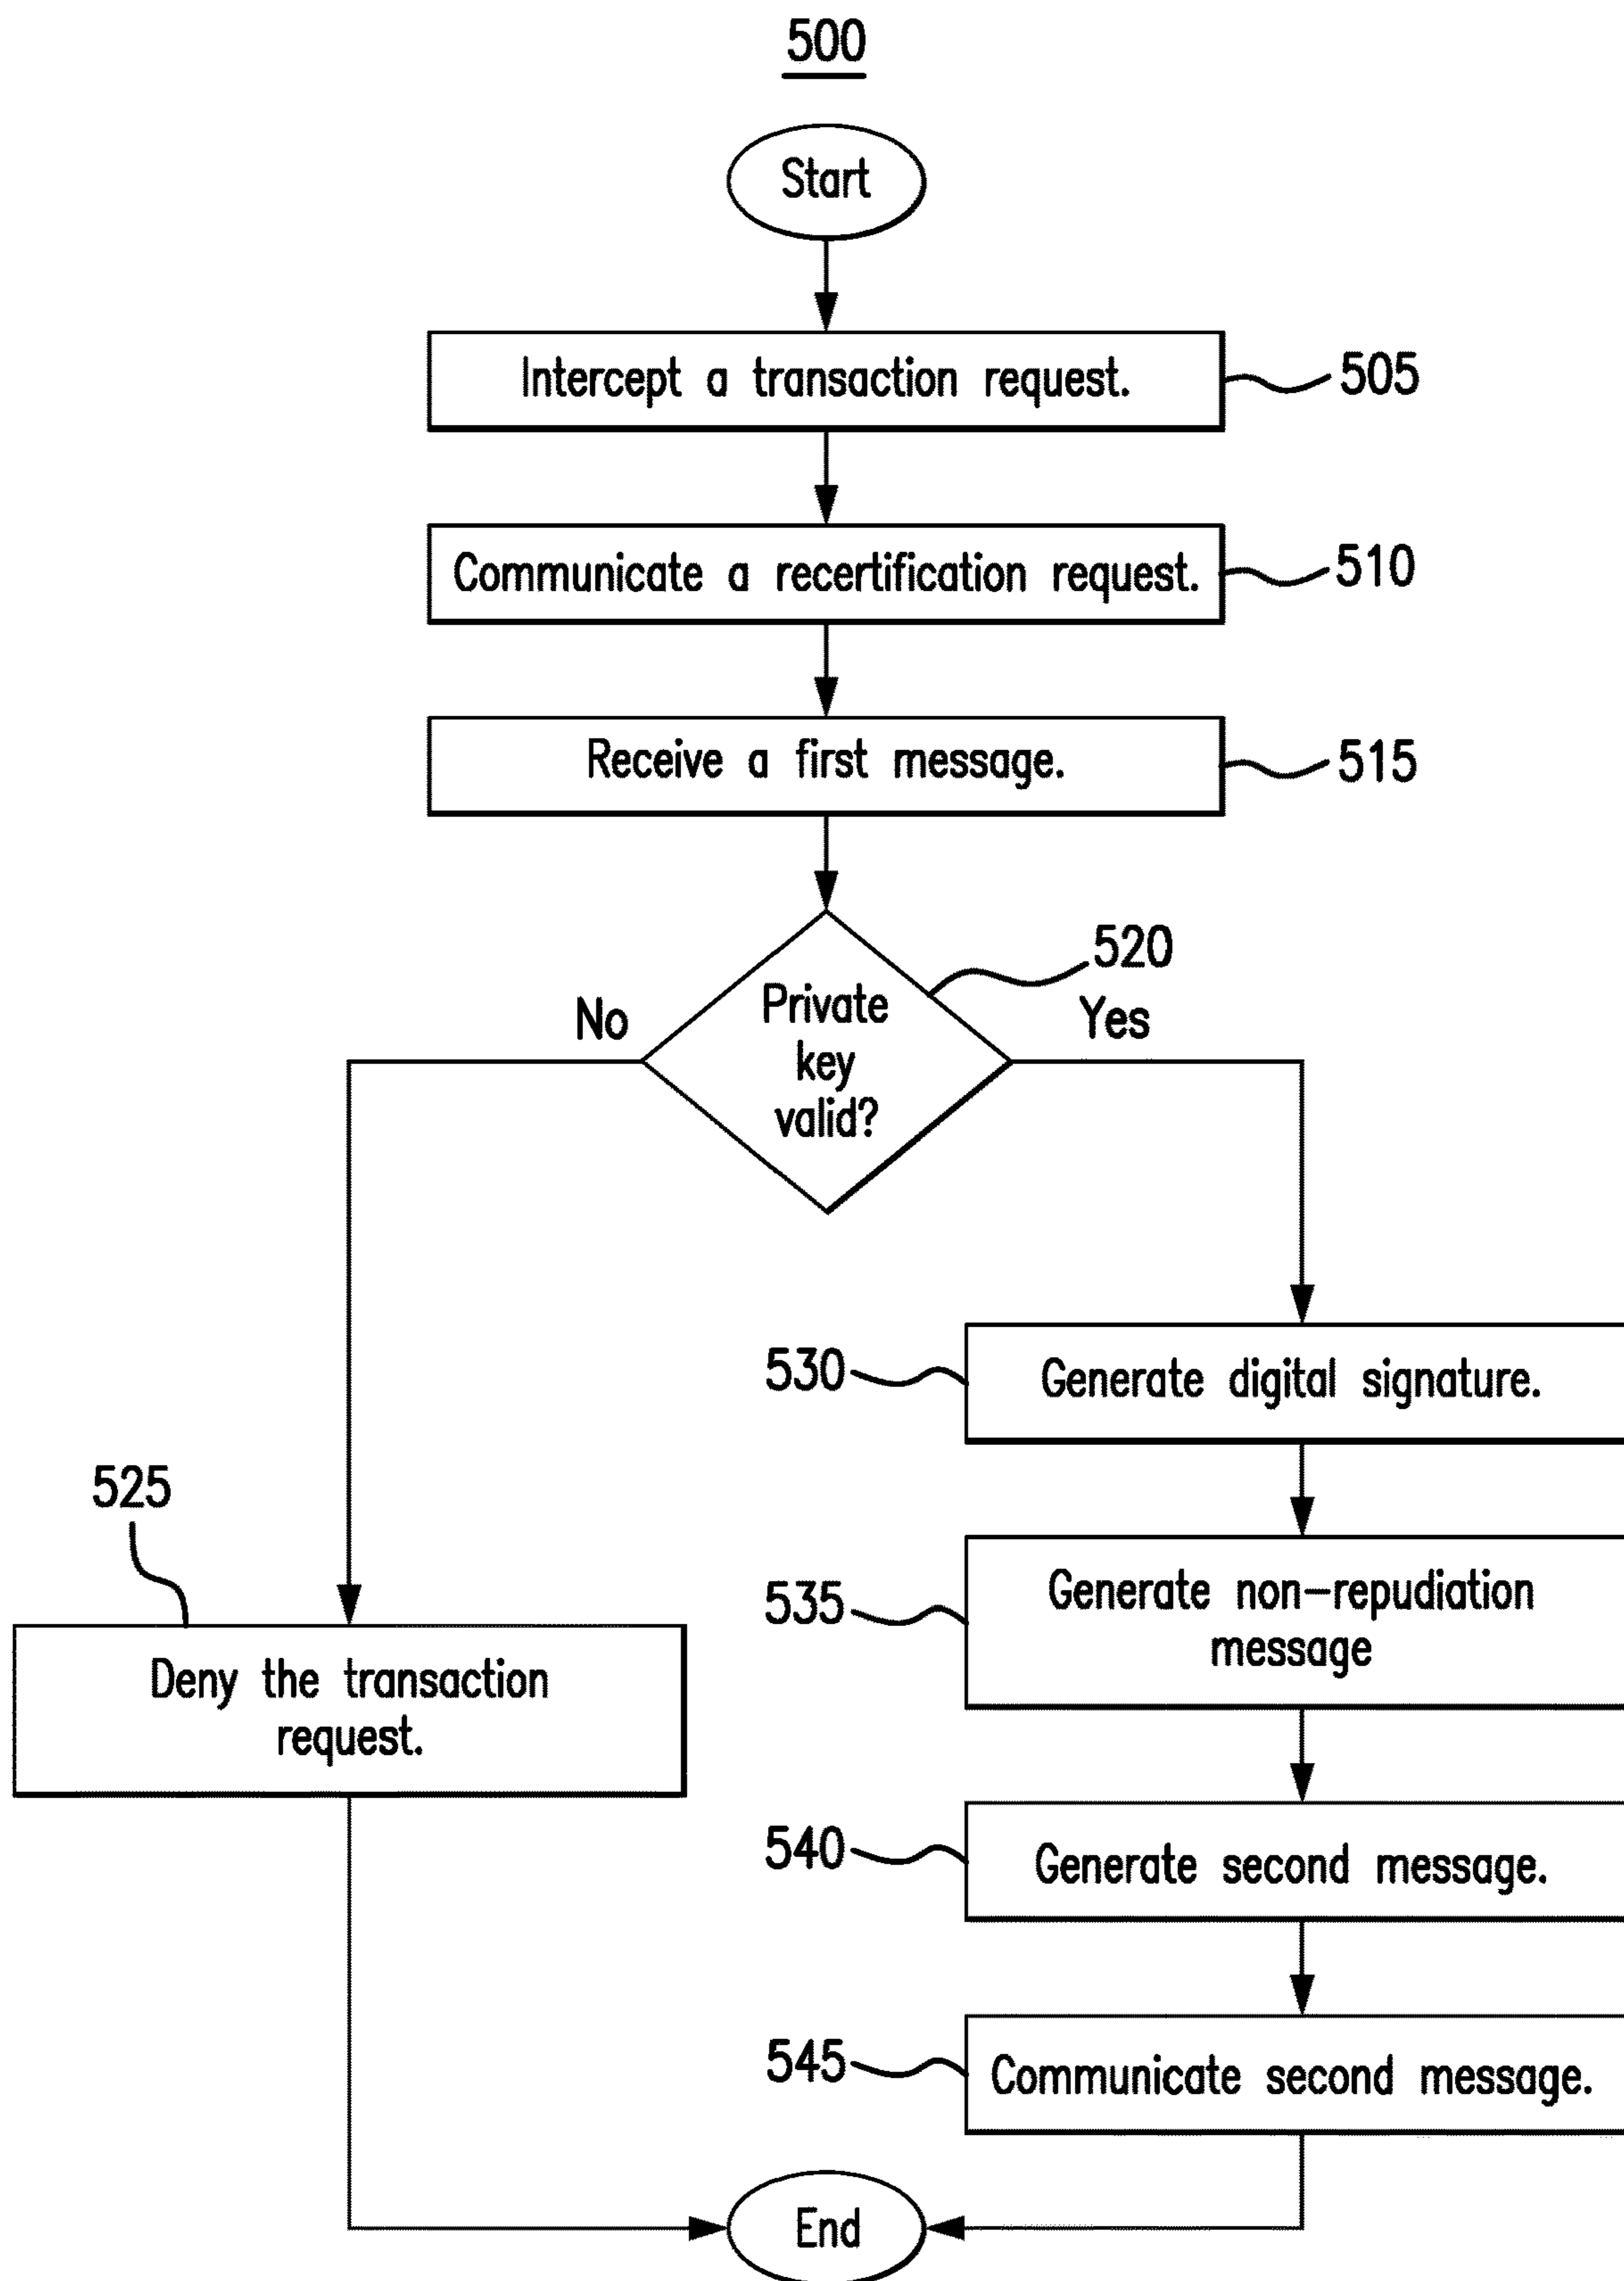 500
Start
Intercept a transaction request.
505
Communicate a recertification request.
510
Receive a first message.
515
520
No
Private
key
valid?
Yes
530
Generate digital signature.
525
535
Generate non-repudiation
message
Deny the transaction
request.
540
Generate second message.
545
Communicate second message.
End